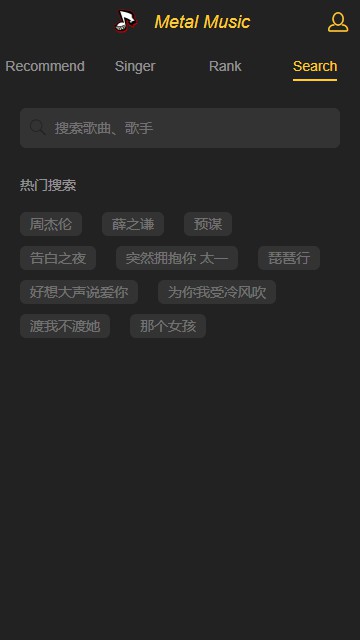 Metal Music
Recommend Singer Rank Search
搜索歌曲、歌手
热门搜索
周杰伦 薛之谦 预谋
告白之夜 突然拥抱你 太一 琵琶行
好想大声说爱你 为你我受冷风吹
渡我不渡她 那个女孩